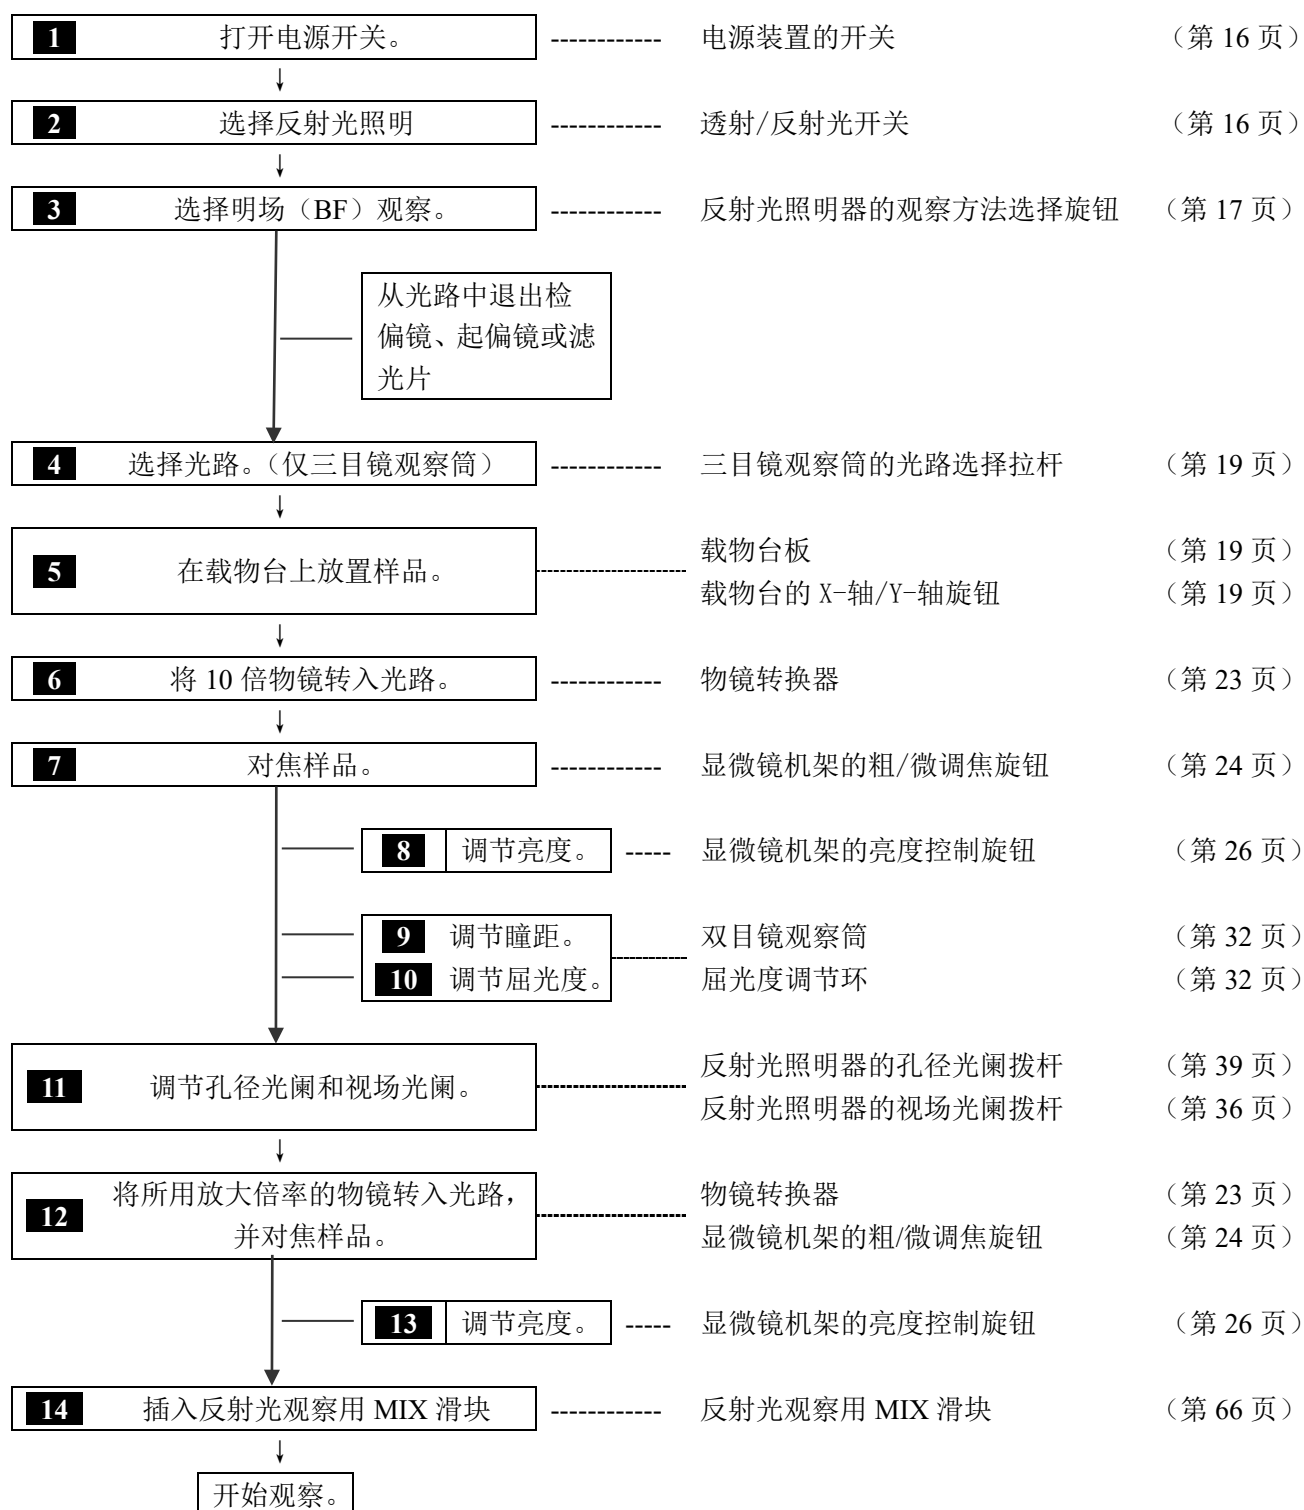 1 打开电源开关。 ------------ 电源装置的开关 （第 16 页）
↓
2 选择反射光照明 ------------ 透射/反射光开关 （第 16 页）
↓
3 选择明场（BF）观察。 ------------ 反射光照明器的观察方法选择旋钮 （第 17 页）
从光路中退出检
偏镜、起偏镜或滤
光片
4 选择光路。（仅三目镜观察筒） ------------ 三目镜观察筒的光路选择拉杆 （第 19 页）
↓
5 在载物台上放置样品。
载物台板 （第 19 页）
载物台的 X-轴/Y-轴旋钮 （第 19 页）
↓
6 将 10 倍物镜转入光路。 ------------ 物镜转换器 （第 23 页）
↓
7 对焦样品。 ------------ 显微镜机架的粗/微调焦旋钮 （第 24 页）
8 调节亮度。 ----- 显微镜机架的亮度控制旋钮 （第 26 页）
9 调节瞳距。 双目镜观察筒 （第 32 页）
10 调节屈光度。 屈光度调节环 （第 32 页）
11 调节孔径光阑和视场光阑。
反射光照明器的孔径光阑拨杆 （第 39 页）
反射光照明器的视场光阑拨杆 （第 36 页）
↓
12 将所用放大倍率的物镜转入光路， 物镜转换器 （第 23 页）
并对焦样品。 显微镜机架的粗/微调焦旋钮 （第 24 页）
13 调节亮度。 ----- 显微镜机架的亮度控制旋钮 （第 26 页）
14 插入反射光观察用 MIX 滑块 ------------ 反射光观察用 MIX 滑块 （第 66 页）
↓
开始观察。